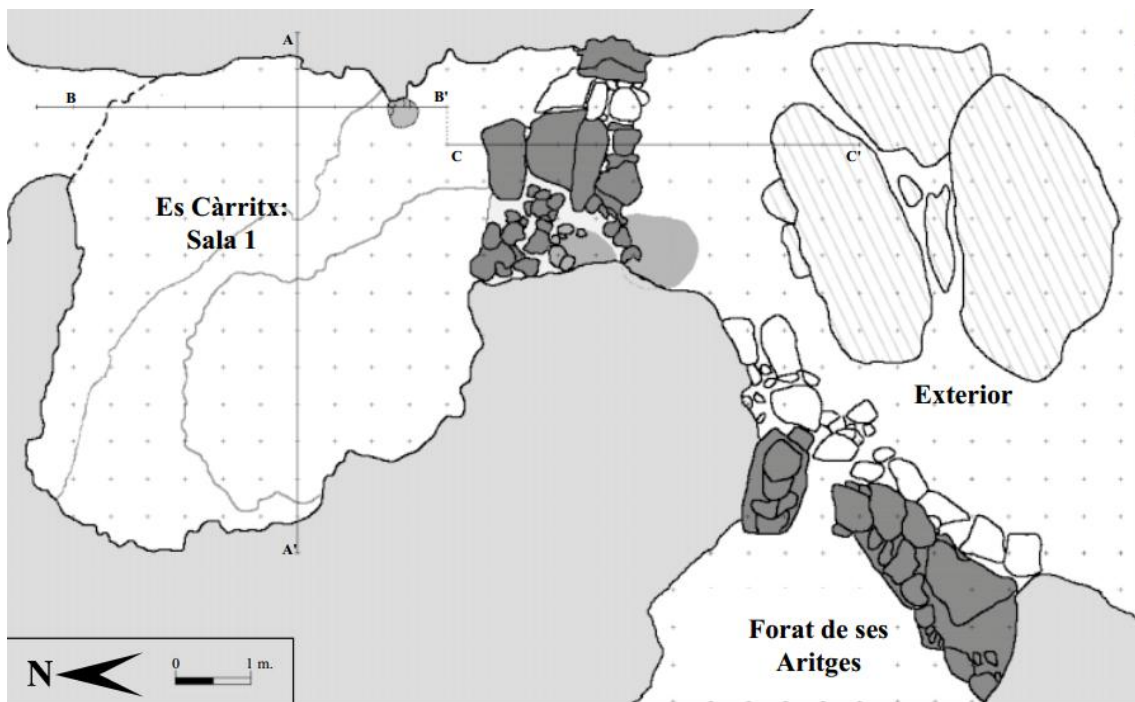 A
B
B'
C
C'
Es Càrritx:
Sala 1
Exterior
A'
Forat de ses
Aritges
N
0
1 m.